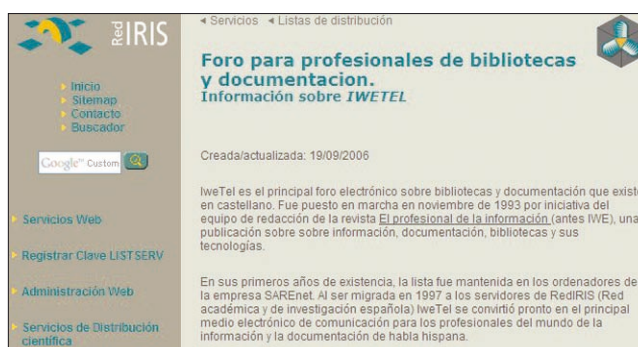 Red IRIS
Inicio
Sitemap
Contacto
Buscador
Google™ Custom
Servicios Web
Registrar Clave LISTSERV
Administración Web
Servicios de Distribución
científica
Servicios Listas de distribución
Foro para profesionales de bibliotecas
y documentacion.
Información sobre IWETEL
Creada/actualizada: 19/09/2006
IweTel es el principal foro electrónico sobre bibliotecas y documentación que exist
en castellano. Fue puesto en marcha en noviembre de 1993 por iniciativa del
equipo de redacción de la revista El profesional de la información (antes IWE), una
publicación sobre sobre información, documentación, bibliotecas y sus
tecnologías.
En sus primeros años de existencia, la lista fue mantenida en los ordenadores de
la empresa SAREnet. Al ser migrada en 1997 a los servidores de RedIRIS (Red
académica y de investigación española) IweTel se convirtió pronto en el principal
medio electrónico de comunicación para los profesionales del mundo de la
información y la documentación de habla hispana.